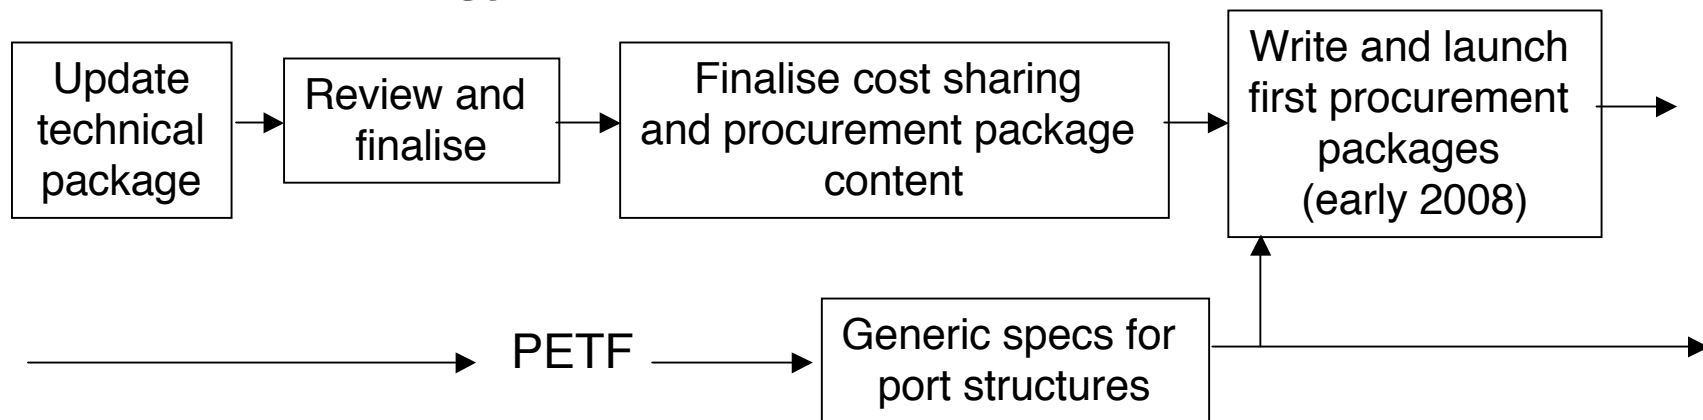 Update
technical
package
Review and
finalise
Finalise cost sharing
and procurement package
content
Write and launch
first procurement
packages
(early 2008)
PETF
Generic specs for
port structures